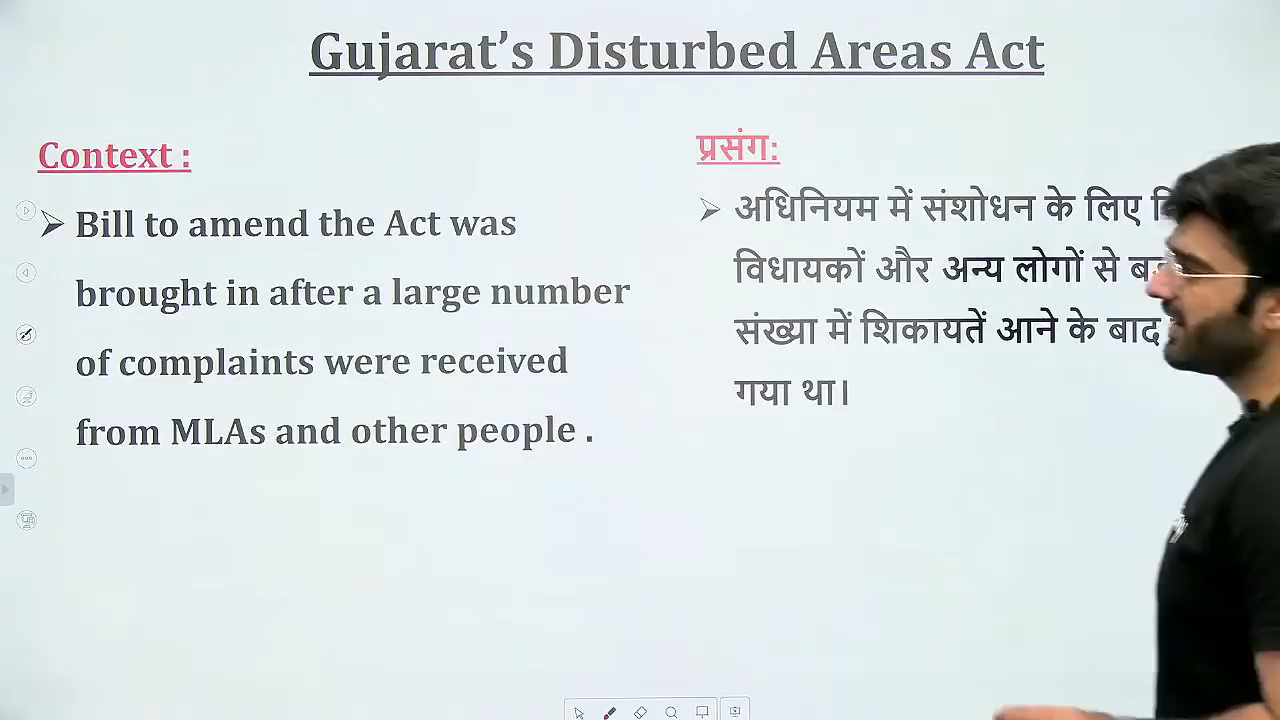 Gujarat's Disturbed Areas Act
Context :
➢ Bill to amend the Act was
brought in after a large number
of complaints were received
from MLAs and other people .
प्रसंग:
➢ अधिनियम में संशोधन के लिए
विधायकों और अन्य लोगों से
संख्या में शिकायतें आने के बाद
गया था।